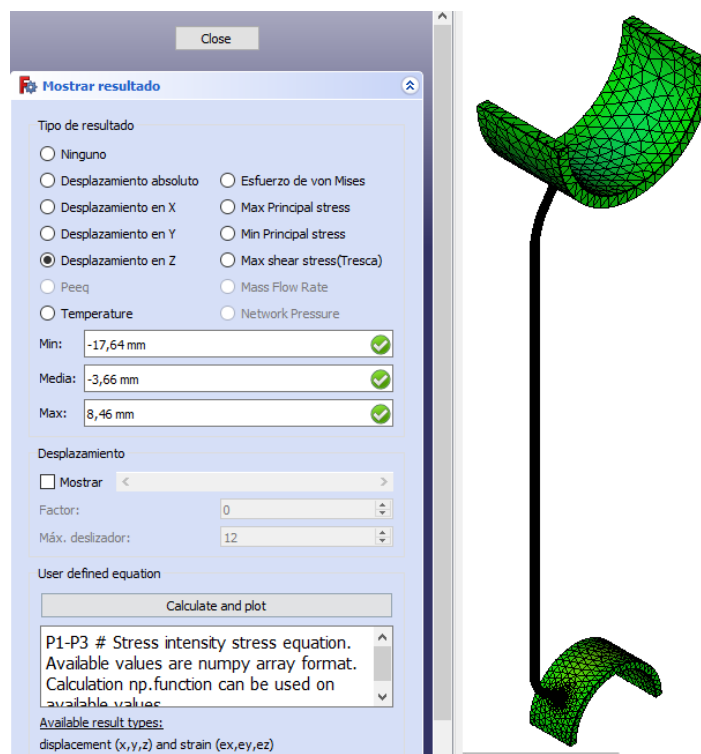 Close
Mostrar resultado
Tipo de resultado
Ninguno
Desplazamiento absoluto Esfuerzo de von Mises
Desplazamiento en X Max Principal stress
Desplazamiento en Y Min Principal stress
Desplazamiento en Z Max shear stress(Tresca)
Peeq Mass Flow Rate
Temperature Network Pressure
Min: -17,64 mm
Media: -3,66 mm
Max: 8,46 mm
Desplazamiento
Mostrar
Factor: 0
Máx. deslizador: 12
User defined equation
Calculate and plot
P1-P3 # Stress intensity stress equation.
Available values are numpy array format.
Calculation np.function can be used on
available values
Available result types:
displacement (x,y,z) and strain (ex,ey,ez)